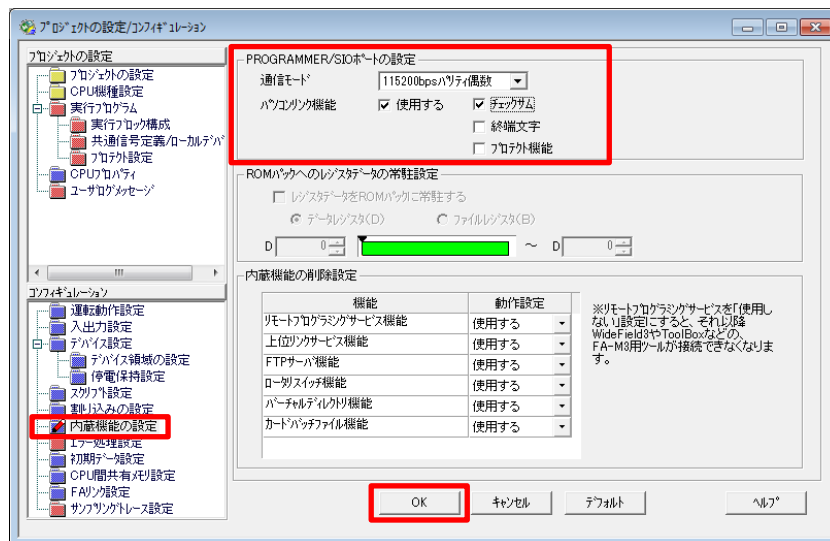 プロジェクトの設定/コンフィギュレーション
プロジェクトの設定
プロジェクトの設定
CPU機種設定
実行プログラム
実行ブロック構成
共通信号定義/ローカルデバ
プロテクト設定
CPUプロパティ
ユーザログメッセージ
コンフィギュレーション
運転動作設定
入出力設定
デバイス設定
デバイス領域の設定
停電保持設定
スクリプト設定
割り込みの設定
内蔵機能の設定
エラー処理設定
初期データ設定
CPU間共有メモリ設定
FAリンク設定
サンプリングトレース設定
PROGRAMMER/SIOポートの設定
通信モード 115200bpsパリティ偶数
パソコンリンク機能 使用する チェックサム
終端文字
プロテクト機能
ROMパックへのレジスタデータの常駐設定
レジスタデータをROMパックに常駐する
データレジスタ(D) ファイルレジスタ(B)
D 0 ～ D 0
内蔵機能の削除設定
機能 動作設定
リモートプログラミングサービス機能 使用する
上位リンクサービス機能 使用する
FTPサーバ機能 使用する
ロータリスイッチ機能 使用する
バーチャルディレクトリ機能 使用する
カードバッチファイル機能 使用する
※リモートプログラミングサービスを「使用し
ない」設定にすると、それ以降
WideField3やToolBoxなどの、
FA-M3用ツールが接続できなくなりま
す。
OK キャンセル デフォルト ヘルプ